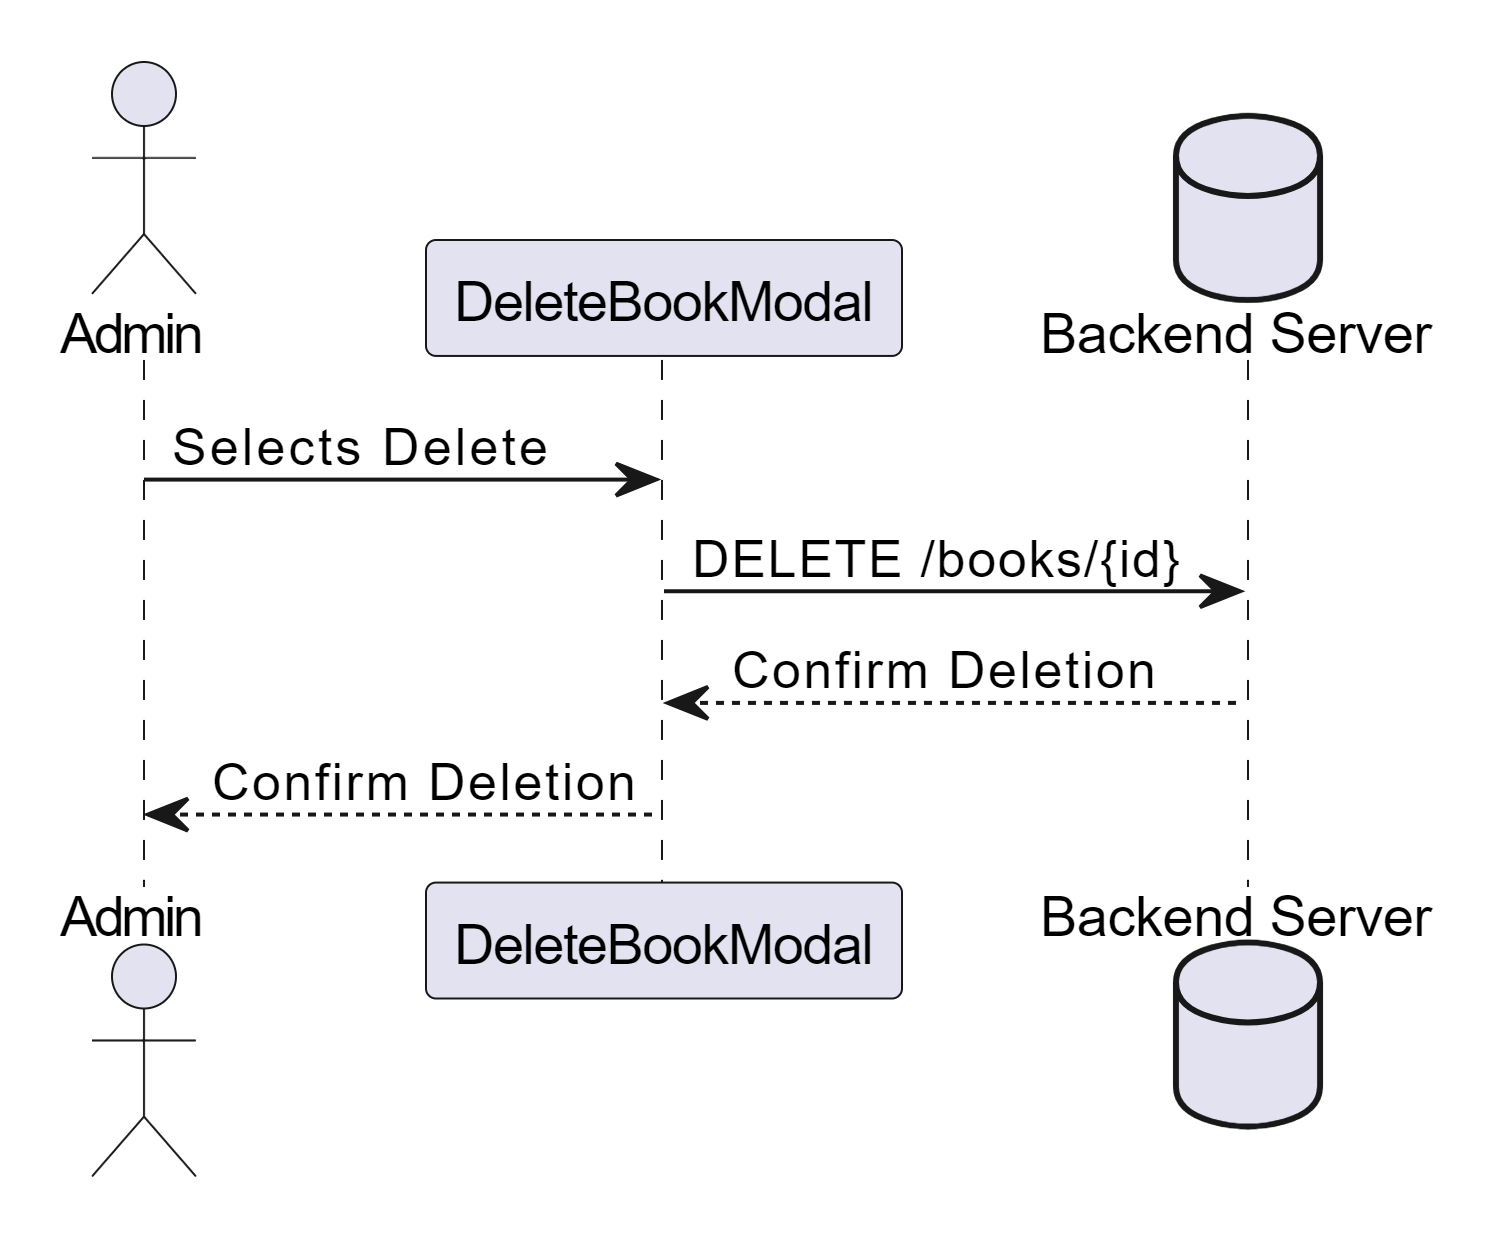 Admin
DeleteBookModal
Backend Server
Selects Delete
DELETE /books/{id}
Confirm Deletion
Confirm Deletion
Admin
DeleteBookModal
Backend Server